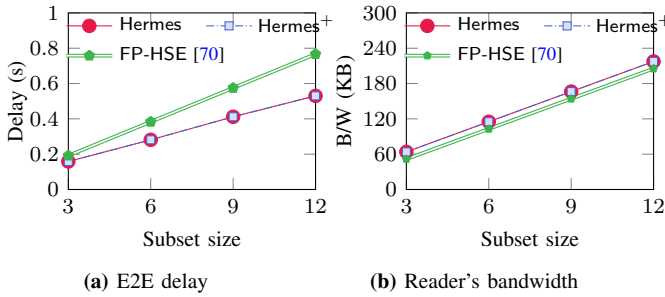 Hermes
Hermes+
FP-HSE [70]
1
0.8
0.6
0.4
0.2
0
3
6
9
12
Delay (s)
Subset size
(a) E2E delay
Hermes
Hermes+
FP-HSE [70]
300
240
180
120
60
0
3
6
9
12
B/W (KB)
Subset size
(b) Reader's bandwidth